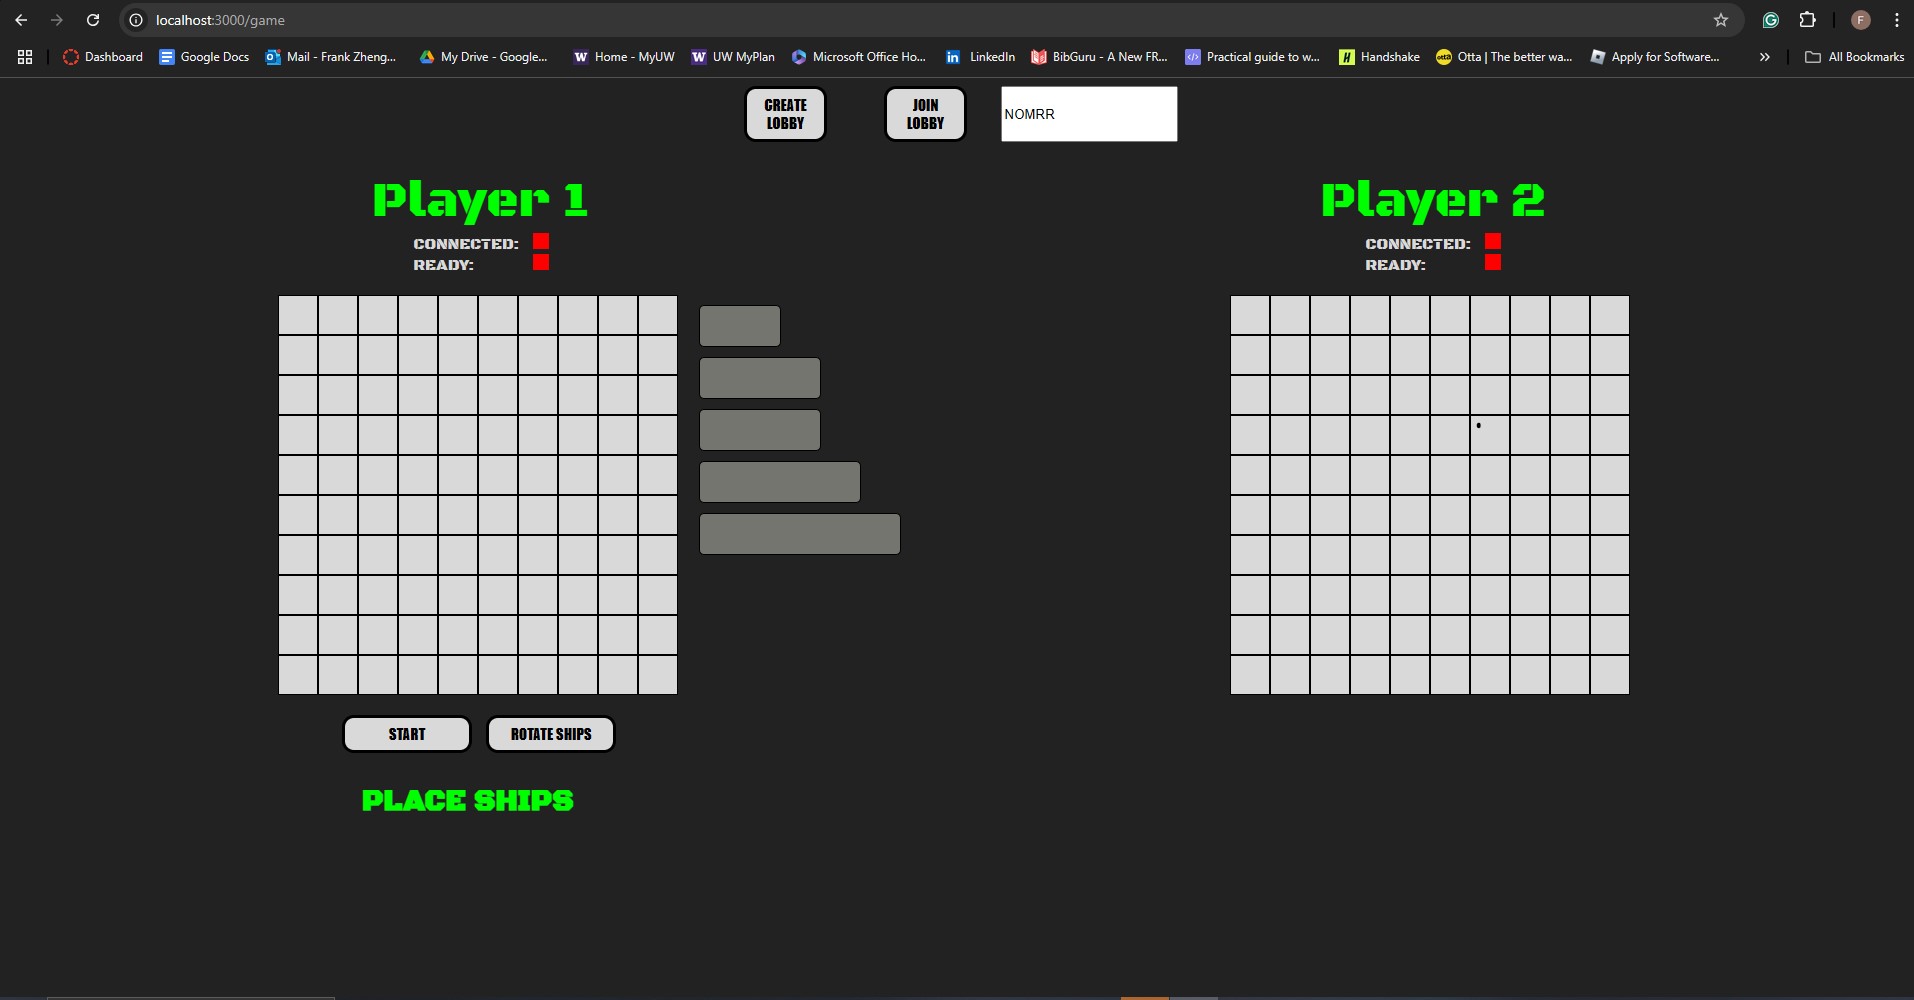 localhost:3000/game
F
Dashboard
Google Docs
Mail - Frank Zheng...
My Drive - Google...
W Home - MyUW
W UW MyPlan
Microsoft Office Ho...
in LinkedIn
BibGuru - A New FR...
Practical guide to w...
H Handshake
otta Otta | The better wa...
Apply for Software...
All Bookmarks
CREATE
LOBBY
JOIN
LOBBY
NOMRR
Player 1
CONNECTED:
READY:
Player 2
CONNECTED:
READY:
START
ROTATE SHIPS
PLACE SHIPS